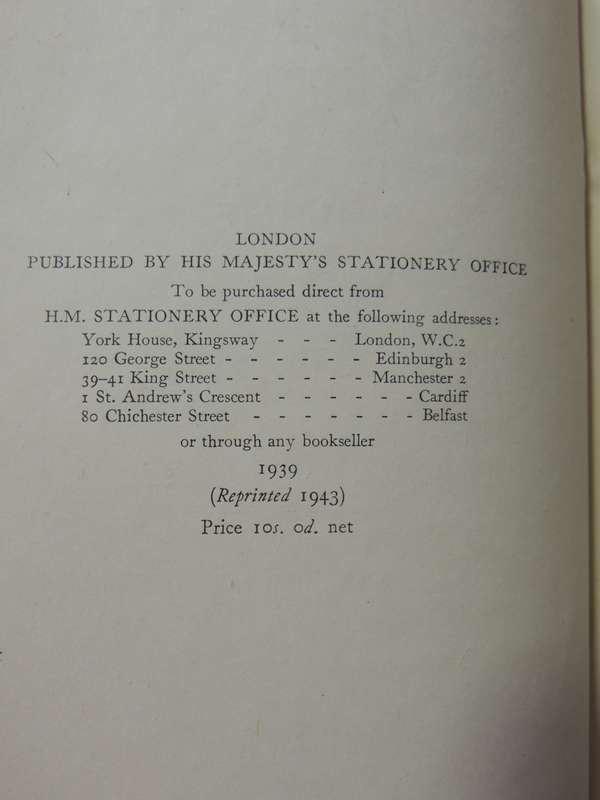 LONDON
PUBLISHED BY HIS MAJESTY'S STATIONERY OFFICE
To be purchased direct from
H.M. STATIONERY OFFICE at the following addresses:
York House, Kingsway - - - London, W.C.2
120 George Street - - - - - - Edinburgh 2
39–41 King Street - - - - - - Manchester 2
1 St. Andrew's Crescent - - - - - - Cardiff
80 Chichester Street - - - - - - - Belfast
or through any bookseller
1939
(Reprinted 1943)
Price 10s. 0d. net